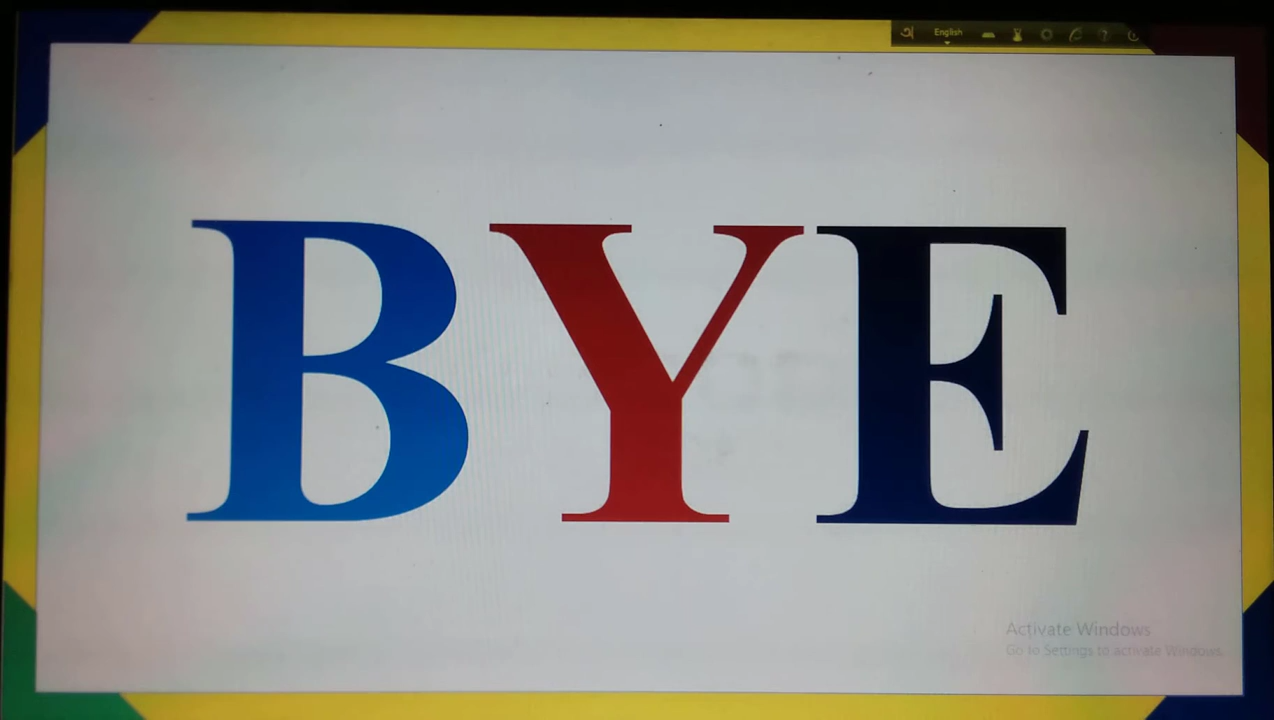 অ English
BYE
Activate Windows
Go to Settings to activate Windows.